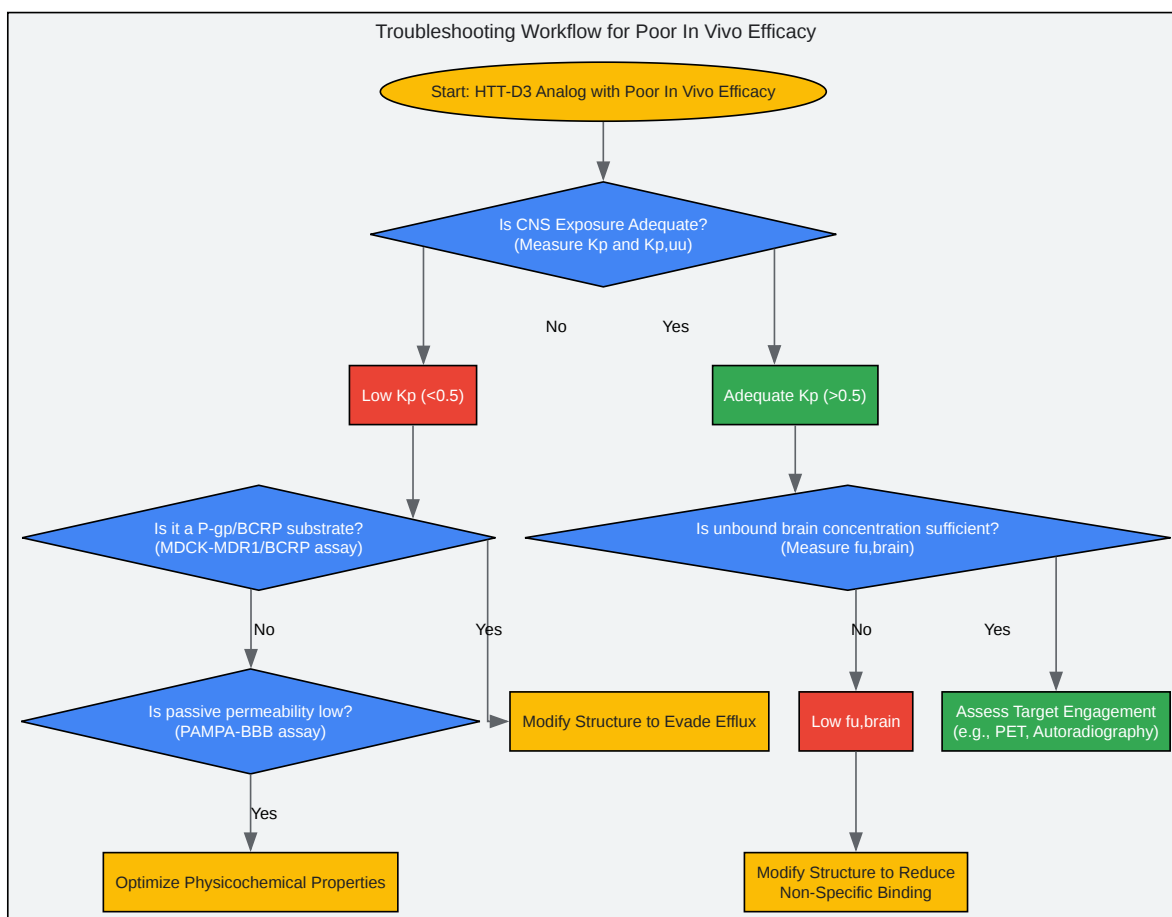 Troubleshooting Workflow for Poor In Vivo Efficacy
Start: HTT-D3 Analog with Poor In Vivo Efficacy
Is CNS Exposure Adequate?
(Measure Kp and Kp,uu)
No
Yes
Low Kp (<0.5)
Adequate Kp (>0.5)
Is it a P-gp/BCRP substrate?
(MDCK-MDR1/BCRP assay)
Is unbound brain concentration sufficient?
(Measure fu,brain)
No
Yes
No
Yes
Is passive permeability low?
(PAMPA-BBB assay)
Modify Structure to Evade Efflux
Low fu,brain
Assess Target Engagement
(e.g., PET, Autoradiography)
Yes
Optimize Physicochemical Properties
Modify Structure to Reduce
Non-Specific Binding